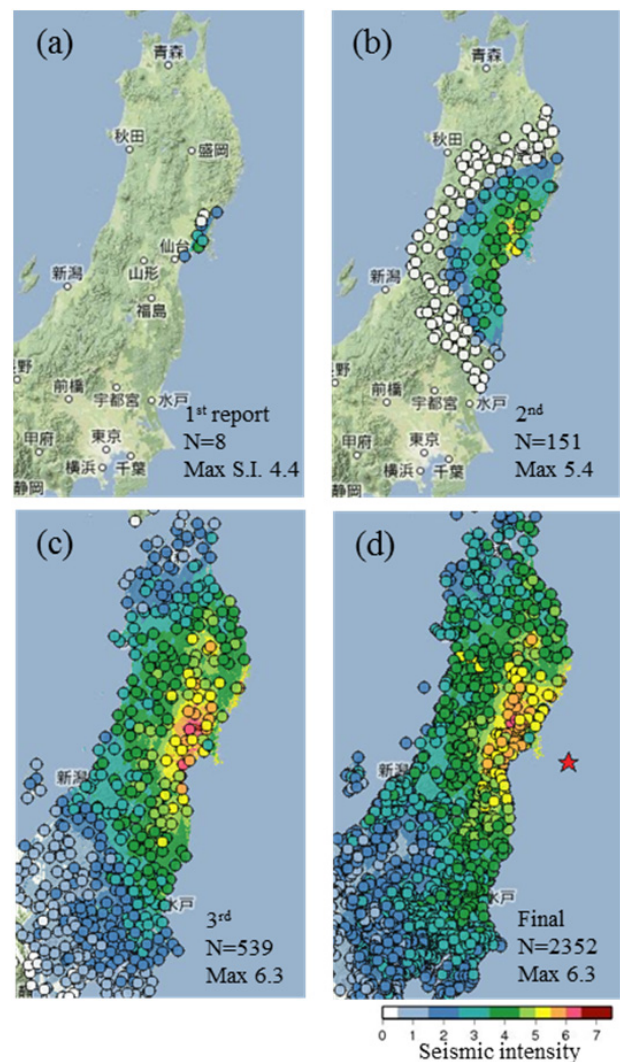 (a)
青森
秋田
盛岡
仙台
山形
新潟
福島
長野
前橋
宇都宮
水戸
甲府
東京
横浜
千葉
静岡
1st report
N=8
Max S.I. 4.4
(b)
青森
秋田
新潟
宇都宮
水戸
前橋
長野
甲府
東京
横浜
千葉
静岡
2nd
N=151
Max 5.4
(c)
新潟
水戸
3rd
N=539
Max 6.3
(d)
新潟
水戸
Final
N=2352
Max 6.3
0 1 2 3 4 5 6 7
Seismic intensity